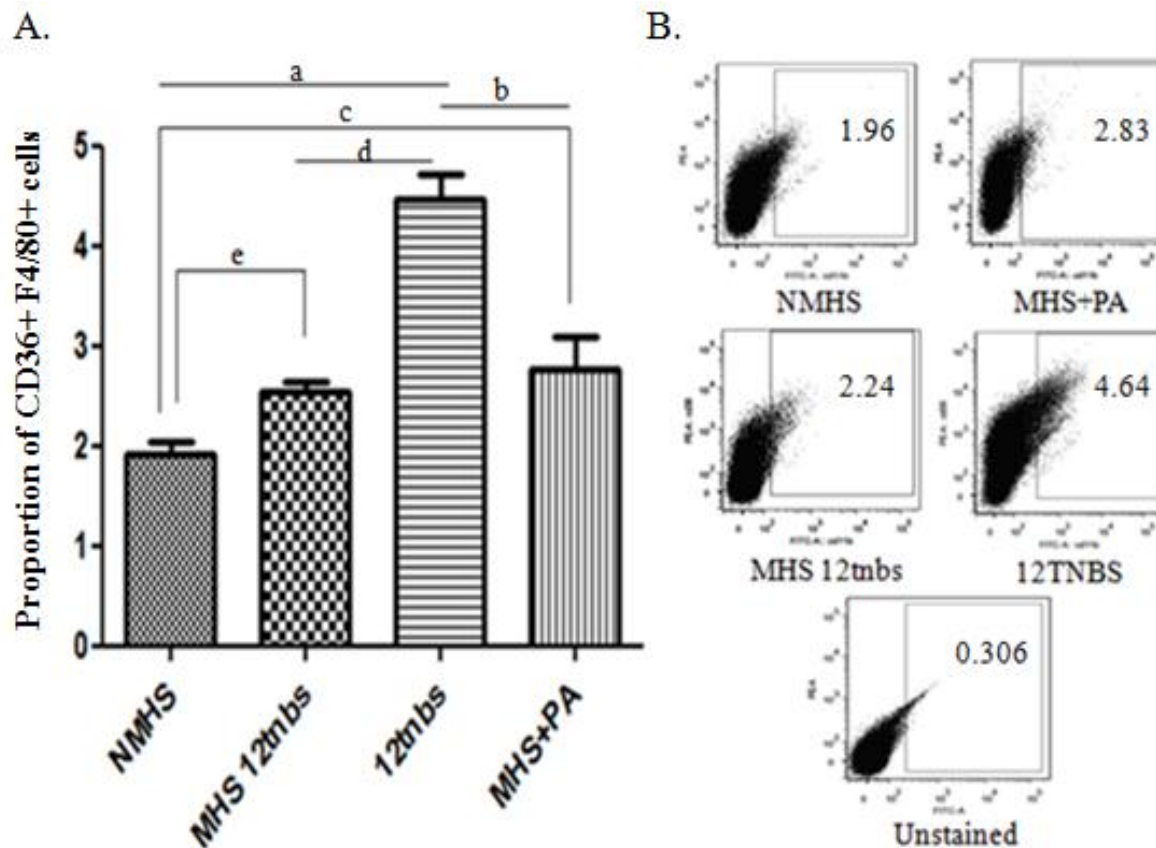 A.
B.
Proportion of CD36+ F4/80+ cells
5
4
3
2
1
0
a
b
c
d
e
NMHS
MHS 12tnbs
12tnbs
MHS+PA
1.96
NMHS
2.83
MHS+PA
2.24
MHS 12tnbs
4.64
12TNBS
0.306
Unstained